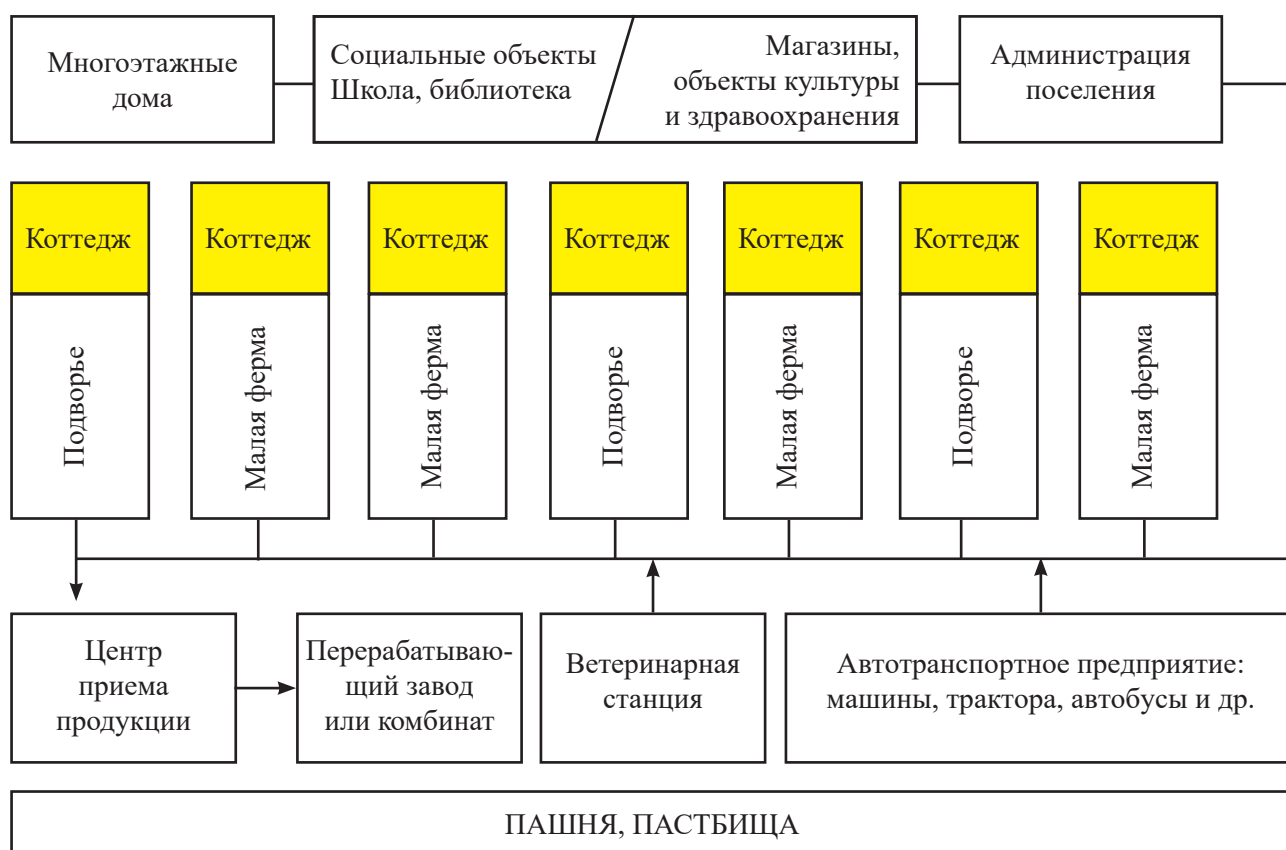 Многоэтажные
дома
Социальные объекты
Школа, библиотека
Магазины,
объекты культуры
и здравоохранения
Администрация
поселения
Коттедж
Коттедж
Коттедж
Коттедж
Коттедж
Коттедж
Коттедж
Подворье
Малая ферма
Малая ферма
Подворье
Малая ферма
Подворье
Малая ферма
Центр
приема
продукции
Перерабатываю-
щий завод
или комбинат
Ветеринарная
станция
Автотранспортное предприятие:
машины, трактора, автобусы и др.
ПАШНЯ, ПАСТБИЩА